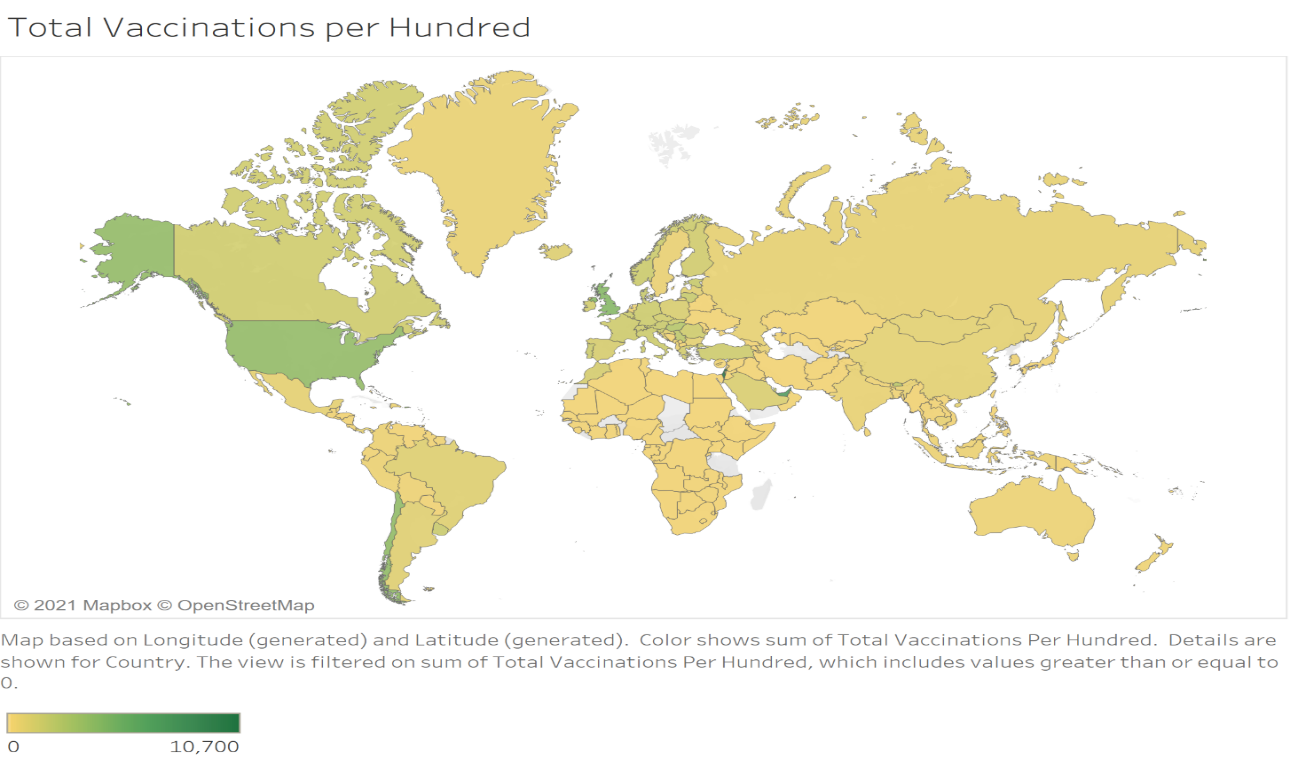 Total Vaccinations per Hundred
© 2021 Mapbox © OpenStreetMap
Map based on Longitude (generated) and Latitude (generated).  Color shows sum of Total Vaccinations Per Hundred.  Details are
shown for Country. The view is filtered on sum of Total Vaccinations Per Hundred, which includes values greater than or equal to
0.
0 10,700